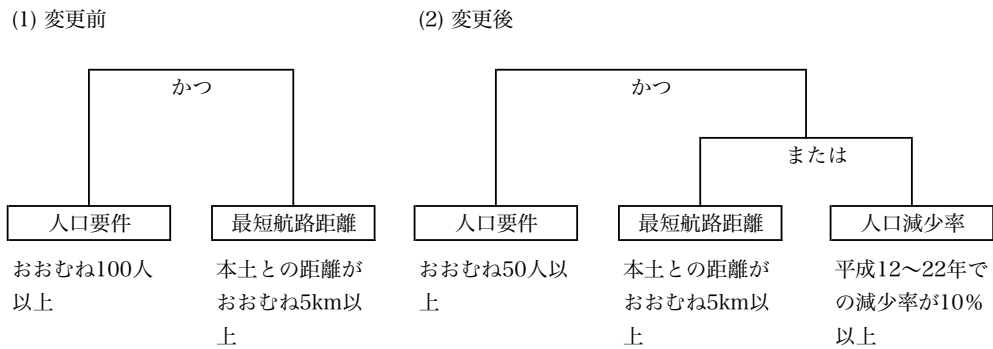 (1) 変更前
(2) 変更後
かつ
かつ
または
人口要件
最短航路距離
人口要件
最短航路距離
人口減少率
おおむね100人
以上
本土との距離が
おおむね5km以
上
おおむね50人以
上
本土との距離が
おおむね5km以
上
平成12～22年で
の減少率が10%
以上